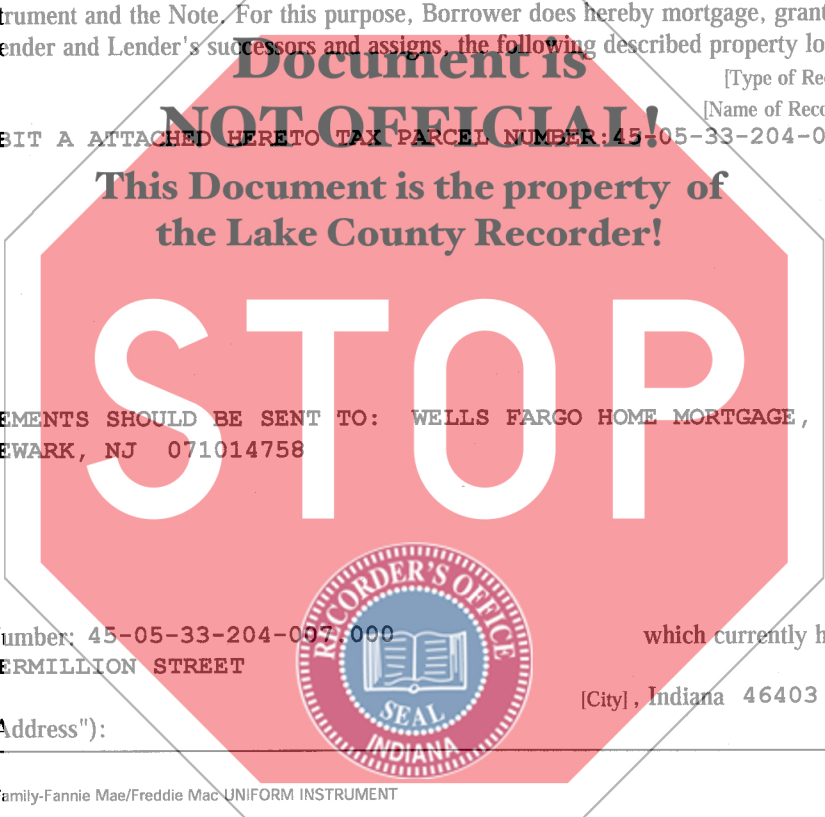 trument and the Note. For this purpose, Borrower does hereby mortgage, grant
ender and Lender's successors and assigns, the following described property lo
Document is
[Type of Rec
NOT OFFICIAL!
[Name of Reco
BIT A ATTACHED HERETO TAX PARCEL NUMBER:45-05-33-204-0
This Document is the property of
the Lake County Recorder!
STOP
EMENTS SHOULD BE SENT TO: WELLS FARGO HOME MORTGAGE,
EWARK, NJ 071014758
RECORDER'S OFFICE
SEAL
INDIANA
umber: 45-05-33-204-007.000 which currently h
ERMILLION STREET
[City], Indiana 46403
Address"):
amily-Fannie Mae/Freddie Mac UNIFORM INSTRUMENT